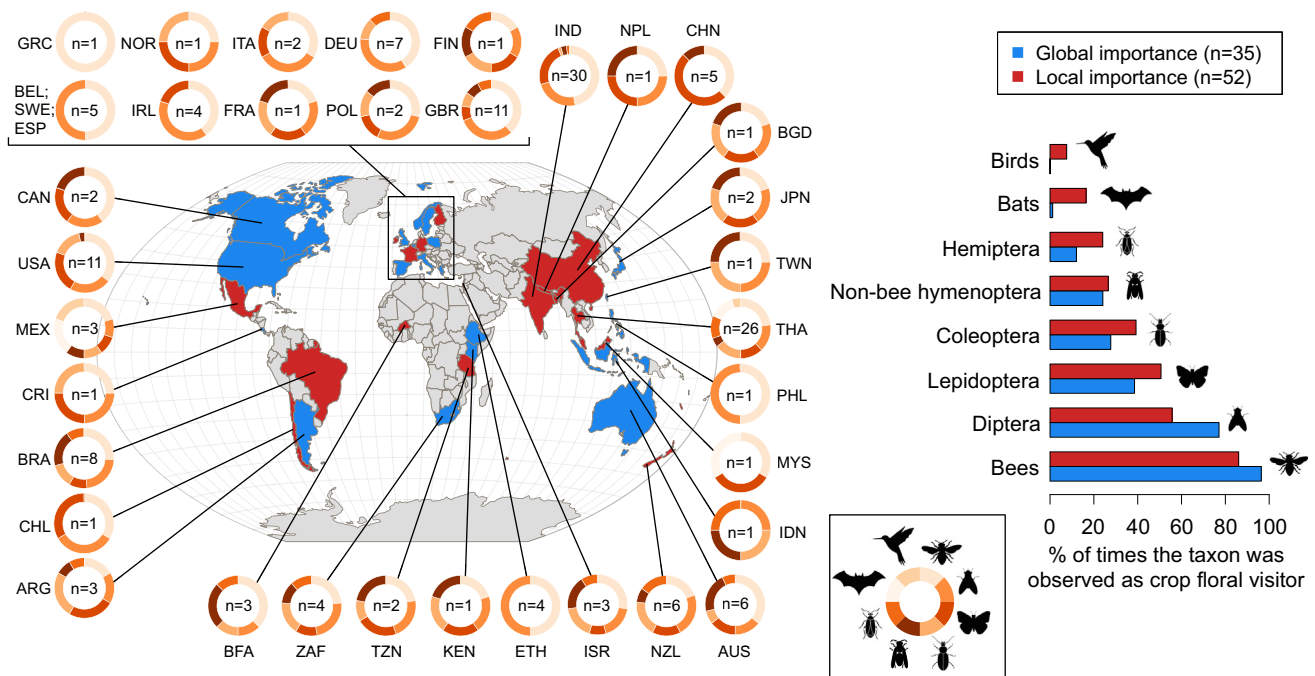 GRC n=1
NOR n=1
ITA n=2
DEU n=7
FIN n=1
BEL;
SWE;
ESP
n=5
IRL n=4
FRA n=1
POL n=2
GBR n=11
IND
n=30
NPL
n=1
CHN
n=5
n=1 BGD
n=2 JPN
n=1 TWN
n=26 THA
n=1 PHL
n=1 MYS
n=1 IDN
CAN n=2
USA n=11
MEX n=3
CRI n=1
BRA n=8
CHL n=1
ARG n=3
n=3
BFA
n=4
ZAF
n=2
TZN
n=1
KEN
n=4
ETH
n=3
ISR
n=6
NZL
n=6
AUS
Global importance (n=35)
Local importance (n=52)
Birds
Bats
Hemiptera
Non-bee hymenoptera
Coleoptera
Lepidoptera
Diptera
Bees
0 20 40 60 80 100
% of times the taxon was
observed as crop floral visitor